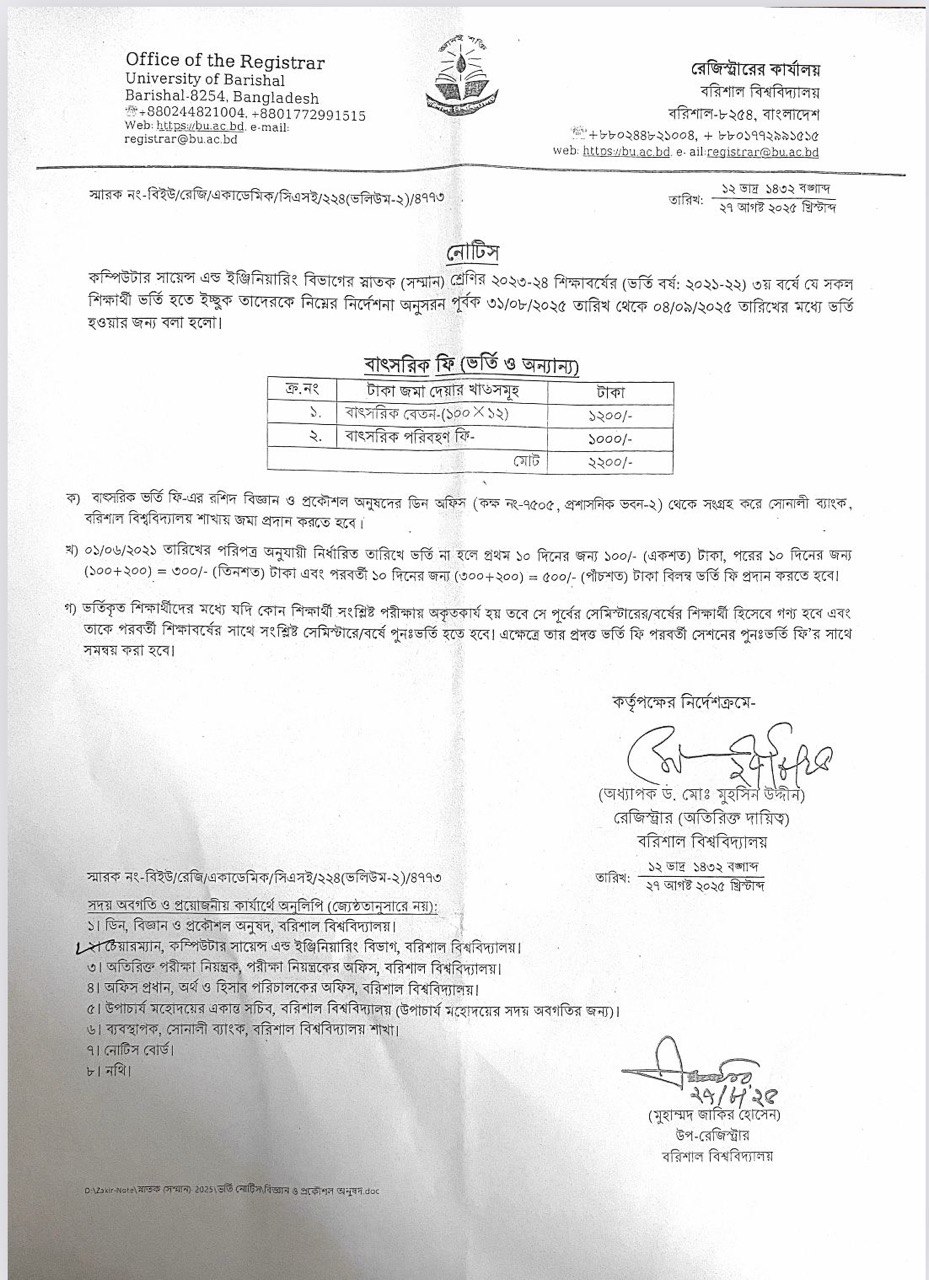 Office of the Registrar
University of Barishal
Barishal-8254, Bangladesh
☏+880244821004, +8801772991515
Web: https://bu.ac.bd. e-mail:
registrar@bu.ac.bd
রেজিস্ট্রারের কার্যালয়
বরিশাল বিশ্ববিদ্যালয়
বরিশাল-৮২৫৪, বাংলাদেশ
☏+৮৮০২৪৪৮২১০০৪, + ৮৮০১৭৭২৯৯১৫১৫
web: https://bu.ac.bd. e- ail:registrar@bu.ac.bd
স্মারক নং-বিইউ/রেজি/একাডেমিক/সিএসই/২২৪(ভলিউম-২)/৪৭৭৩
তারিখ: ১২ ভাদ্র ১৪৩২ বঙ্গাব্দ
২৭ আগস্ট ২০২৫ খ্রিস্টাব্দ
নোটিস
কম্পিউটার সায়েন্স এন্ড ইঞ্জিনিয়ারিং বিভাগের স্নাতক (সম্মান) শ্রেণির ২০২৩-২৪ শিক্ষাবর্ষের (ভর্তি বর্ষ: ২০২১-২২) ৩য় বর্ষে যে সকল
শিক্ষার্থী ভর্তি হতে ইচ্ছুক তাদেরকে নিম্নের নির্দেশনা অনুসরন পূর্বক ৩১/০৮/২০২৫ তারিখ থেকে ০৪/০৯/২০২৫ তারিখের মধ্যে ভর্তি
হওয়ার জন্য বলা হলো।
বাৎসরিক ফি (ভর্তি ও অন্যান্য)
ক্র.নং টাকা জমা দেয়ার খাতসমূহ টাকা
১. বাৎসরিক বেতন-(১০০×১২) ১২০০/-
২. বাৎসরিক পরিবহণ ফি- ১০০০/-
মোট ২২০০/-
ক) বাৎসরিক ভর্তি ফি-এর রশিদ বিজ্ঞান ও প্রকৌশল অনুষদের ডিন অফিস (কক্ষ নং-৭৫০৫, প্রশাসনিক ভবন-২) থেকে সংগ্রহ করে সোনালী ব্যাংক,
বরিশাল বিশ্ববিদ্যালয় শাখায় জমা প্রদান করতে হবে।
খ) ০১/০৬/২০২১ তারিখের পরিপত্র অনুযায়ী নির্ধারিত তারিখে ভর্তি না হলে প্রথম ১০ দিনের জন্য ১০০/- (একশত) টাকা, পরের ১০ দিনের জন্য
(১০০+২০০) = ৩০০/- (তিনশত) টাকা এবং পরবর্তী ১০ দিনের জন্য (৩০০+২০০) = ৫০০/- (পাঁচশত) টাকা বিলম্ব ভর্তি ফি প্রদান করতে হবে।
গ) ভর্তিকৃত শিক্ষার্থীদের মধ্যে যদি কোন শিক্ষার্থী সংশ্লিষ্ট পরীক্ষায় অকৃতকার্য হয় তবে সে পূর্বের সেমিস্টারের/বর্ষের শিক্ষার্থী হিসেবে গণ্য হবে এবং
তাকে পরবর্তী শিক্ষাবর্ষের সাথে সংশ্লিষ্ট সেমিস্টারে/বর্ষে পুনঃভর্তি হতে হবে। এক্ষেত্রে তার প্রদত্ত ভর্তি ফি পরবর্তী সেশনের পুনঃভর্তি ফি'র সাথে
সমন্বয় করা হবে।
কর্তৃপক্ষের নির্দেশক্রমে-
(অধ্যাপক ড. মোঃ মুহসিন উদ্দীন)
রেজিস্ট্রার (অতিরিক্ত দায়িত্ব)
বরিশাল বিশ্ববিদ্যালয়
স্মারক নং-বিইউ/রেজি/একাডেমিক/সিএসই/২২৪(ভলিউম-২)/৪৭৭৩
তারিখ: ১২ ভাদ্র ১৪৩২ বঙ্গাব্দ
২৭ আগস্ট ২০২৫ খ্রিস্টাব্দ
সদয় অবগতি ও প্রয়োজনীয় কার্যার্থে অনুলিপি (জ্যেষ্ঠতানুসারে নয়):
১। ডিন, বিজ্ঞান ও প্রকৌশল অনুষদ, বরিশাল বিশ্ববিদ্যালয়।
২। চেয়ারম্যান, কম্পিউটার সায়েন্স এন্ড ইঞ্জিনিয়ারিং বিভাগ, বরিশাল বিশ্ববিদ্যালয়।
৩। অতিরিক্ত পরীক্ষা নিয়ন্ত্রক, পরীক্ষা নিয়ন্ত্রকের অফিস, বরিশাল বিশ্ববিদ্যালয়।
৪। অফিস প্রধান, অর্থ ও হিসাব পরিচালকের অফিস, বরিশাল বিশ্ববিদ্যালয়।
৫। উপাচার্য মহোদয়ের একান্ত সচিব, বরিশাল বিশ্ববিদ্যালয় (উপাচার্য মহোদয়ের সদয় অবগতির জন্য)।
৬। ব্যবস্থাপক, সোনালী ব্যাংক, বরিশাল বিশ্ববিদ্যালয় শাখা।
৭। নোটিস বোর্ড।
৮। নথি।
(মুহাম্মদ জাকির হোসেন)
উপ-রেজিস্ট্রার
বরিশাল বিশ্ববিদ্যালয়
D:\Zakir-Note\স্নাতক (সম্মান) 2025\ভর্তি নোটিস\বিজ্ঞান ও প্রকৌশল অনুষদ.doc